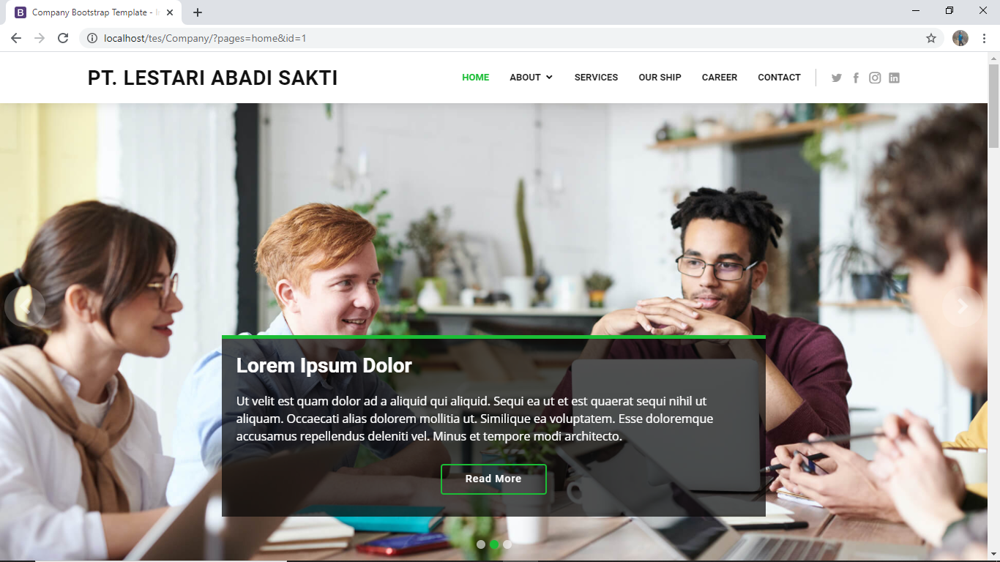 Company Bootstrap Template - I
localhost/tes/Company/?pages=home&id=1
PT. LESTARI ABADI SAKTI
HOME ABOUT SERVICES OUR SHIP CAREER CONTACT
Lorem Ipsum Dolor
Ut velit est quam dolor ad a aliquid qui aliquid. Sequi ea ut et est quaerat sequi nihil ut
aliquam. Occaecati alias dolorem mollitia ut. Similique ea voluptatem. Esse doloremque
accusamus repellendus deleniti vel. Minus et tempore modi architecto.
Read More